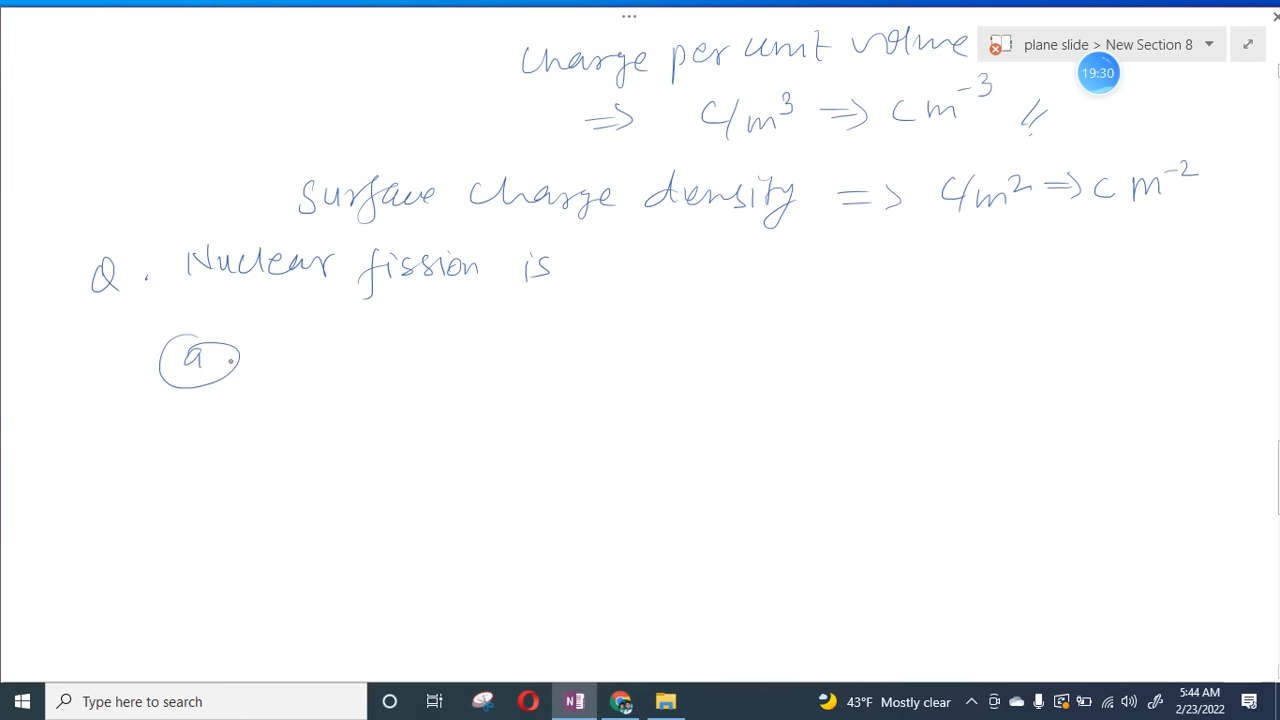 charge per unit volume
plane slide > New Section 8
19:30
=> C/m³ => C m⁻³ //
Surface charge density => C/m² => C m⁻²
Q. Nuclear fission is
a
Type here to search
43°F Mostly clear
5:44 AM
2/23/2022